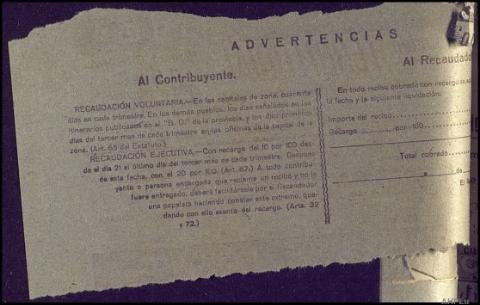 ADVERTENCIAS
Al Contribuyente.
RECAUDACIÓN VOLUNTARIA.—En las capitales de zona, durante
días en cada trimestre. En los demás pueblos, los días señalados en los
itinerarios publicados en el "B. O." de la provincia, y los diez primeros
días del tercer mes de cada trimestre en las oficinas de la capital de la
zona. (Art. 65 del Estatuto.)
RECAUDACIÓN EJECUTIVA.—Con recargo del 10 por 100 des-
de el día 21 al último día del tercer mes de cada trimestre. Después
de esta fecha, con el 20 por 100. (Art. 67.) A todo contribu-
yente o persona encargada que reclame un recibo y no le
fuere entregado, deberá facilitársele por el Recaudador
una papeleta haciendo constar este extremo, que-
dando con ello exento del recargo. (Arts. 32
y 72.)
Al Recaudado
En todo recibo cobrado con recargo
la fecha y la siguiente liquidación:
Importe del recibo
Recargo por 100
Total cobrado
a de